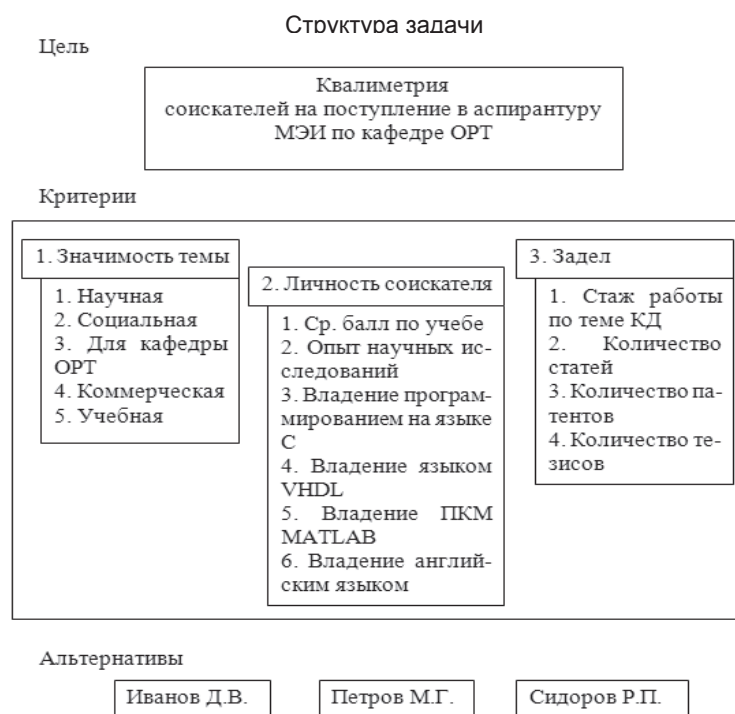 Структура задачи
Цель
Квалиметрия
соискателей на поступление в аспирантуру
МЭИ по кафедре ОРТ
Критерии
1. Значимость темы
1. Научная
2. Социальная
3. Для кафедры
ОРТ
4. Коммерческая
5. Учебная
2. Личность соискателя
1. Ср. балл по учебе
2. Опыт научных ис-
следований
3. Владение програм-
мированием на языке
С
4. Владение языком
VHDL
5. Владение ПКМ
MATLAB
6. Владение англий-
ским языком
3. Задел
1. Стаж работы
по теме КД
2. Количество
статей
3. Количество па-
тентов
4. Количество те-
зисов
Альтернативы
Иванов Д.В.
Петров М.Г.
Сидоров Р.П.